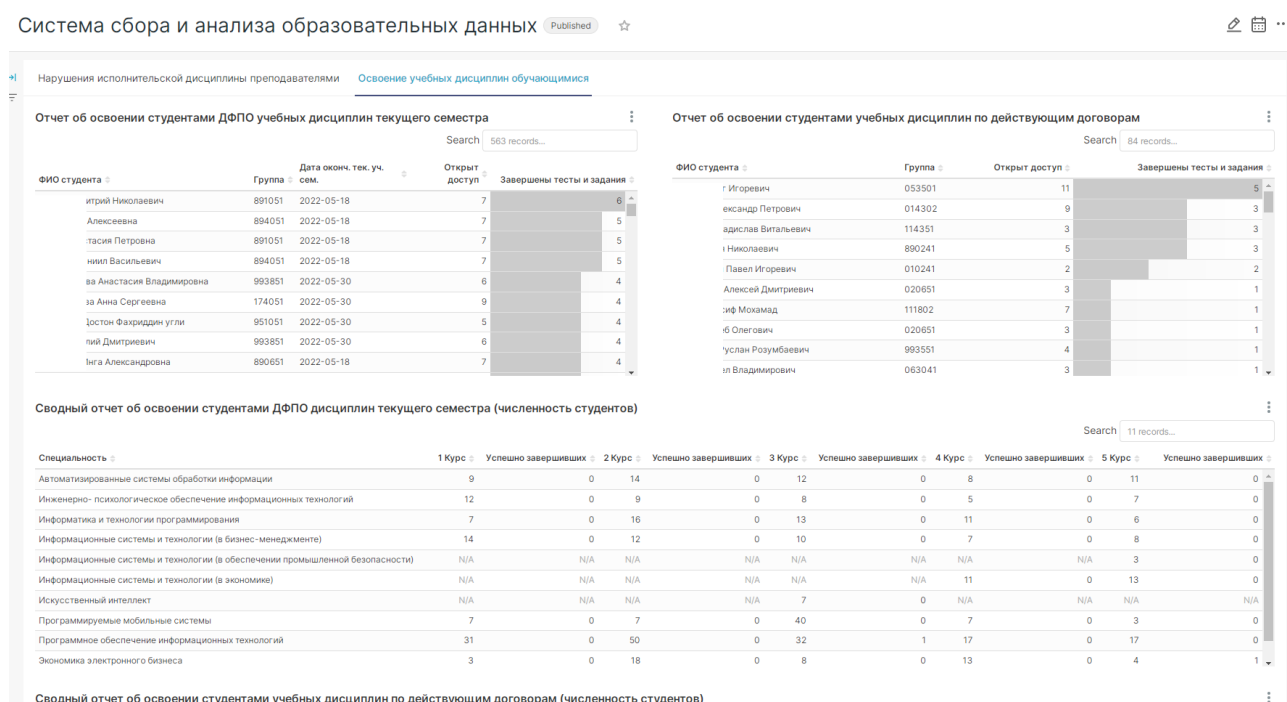 Система сбора и анализа образовательных данных Published
Нарушения исполнительской дисциплины преподавателями Освоение учебных дисциплин обучающимися
Отчет об освоении студентами ДФПО учебных дисциплин текущего семестра
Search 563 records...
ФИО студента Группа Дата оконч. тек. уч. сем. Открыт доступ Завершены тесты и задания
итрий Николаевич 891051 2022-05-18 7 6
Алексеевна 894051 2022-05-18 7 5
тасия Петровна 891051 2022-05-18 7 5
ниил Васильевич 894051 2022-05-18 7 5
ва Анастасия Владимировна 993851 2022-05-30 6 4
ва Анна Сергеевна 174051 2022-05-30 9 4
Достон Фахриддин угли 951051 2022-05-30 5 4
лий Дмитриевич 993851 2022-05-30 6 4
Инга Александровна 890651 2022-05-18 7 4
Отчет об освоении студентами учебных дисциплин по действующим договорам
Search 84 records...
ФИО студента Группа Открыт доступ Завершены тесты и задания
г Игоревич 053501 11 5
ександр Петрович 014302 9 3
адислав Витальевич 114351 3 3
Николаевич 890241 5 3
Павел Игоревич 010241 2 2
Алексей Дмитриевич 020651 3 1
иф Мохамад 111802 7 1
еб Олегович 020651 3 1
Руслан Розумбаевич 993551 4 1
ел Владимирович 063041 3 1
Сводный отчет об освоении студентами ДФПО дисциплин текущего семестра (численность студентов)
Search 11 records...
Специальность 1 Курс Успешно завершивших 2 Курс Успешно завершивших 3 Курс Успешно завершивших 4 Курс Успешно завершивших 5 Курс Успешно завершивших
Автоматизированные системы обработки информации 9 0 14 0 12 0 8 0 11 0
Инженерно- психологическое обеспечение информационных технологий 12 0 9 0 8 0 5 0 7 0
Информатика и технологии программирования 7 0 16 0 13 0 11 0 6 0
Информационные системы и технологии (в бизнес-менеджменте) 14 0 12 0 10 0 7 0 8 0
Информационные системы и технологии (в обеспечении промышленной безопасности) N/A N/A N/A N/A N/A N/A N/A N/A 3 0
Информационные системы и технологии (в экономике) N/A N/A N/A N/A N/A N/A 11 0 13 0
Искусственный интеллект N/A N/A N/A N/A 7 0 N/A N/A N/A N/A
Программируемые мобильные системы 7 0 7 0 40 0 7 0 3 0
Программное обеспечение информационных технологий 31 0 50 0 32 1 17 0 17 0
Экономика электронного бизнеса 3 0 18 0 8 0 13 0 4 1
Сводный отчет об освоении студентами учебных дисциплин по действующим договорам (численность студентов)